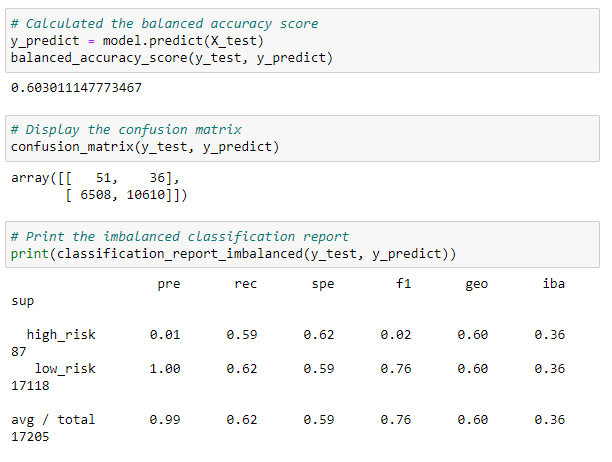 # Calculated the balanced accuracy score
y_predict = model.predict(X_test)
balanced_accuracy_score(y_test, y_predict)
0.603011147773467
# Display the confusion matrix
confusion_matrix(y_test, y_predict)
array([[   51,    36],
       [ 6508, 10610]])
# Print the imbalanced classification report
print(classification_report_imbalanced(y_test, y_predict))
                   pre       rec       spe        f1       geo       iba
sup
  high_risk       0.01      0.59      0.62      0.02      0.60      0.36
87
   low_risk       1.00      0.62      0.59      0.76      0.60      0.36
17118
avg / total       0.99      0.62      0.59      0.76      0.60      0.36
17205